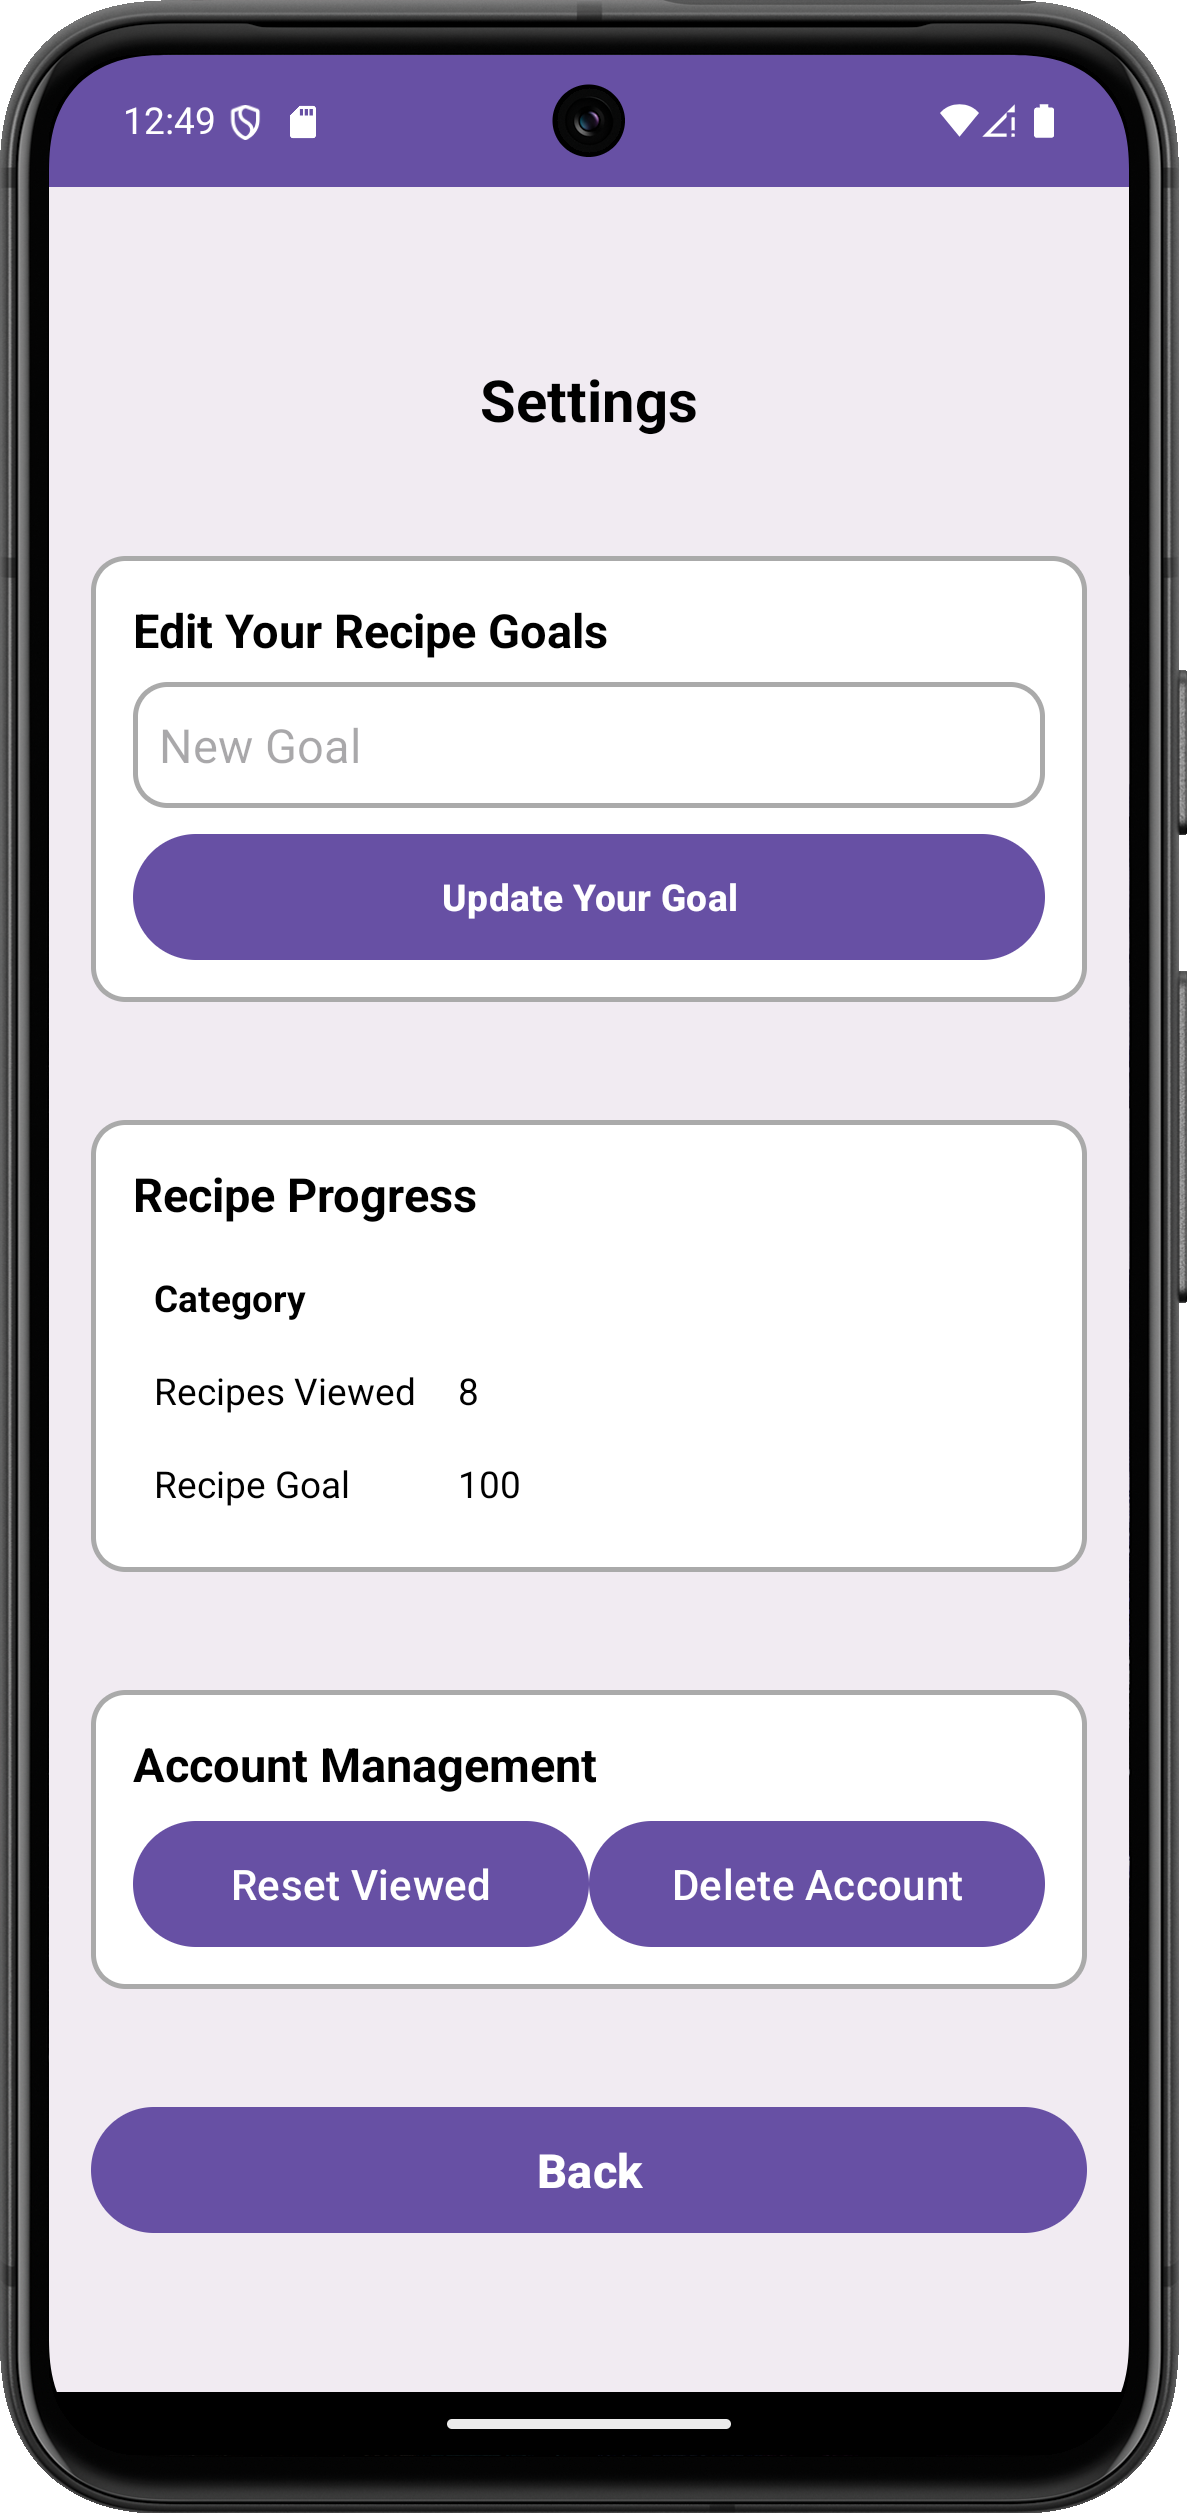 12:49
Settings
Edit Your Recipe Goals
New Goal
Update Your Goal
Recipe Progress
Category
Recipes Viewed 8
Recipe Goal 100
Account Management
Reset Viewed Delete Account
Back